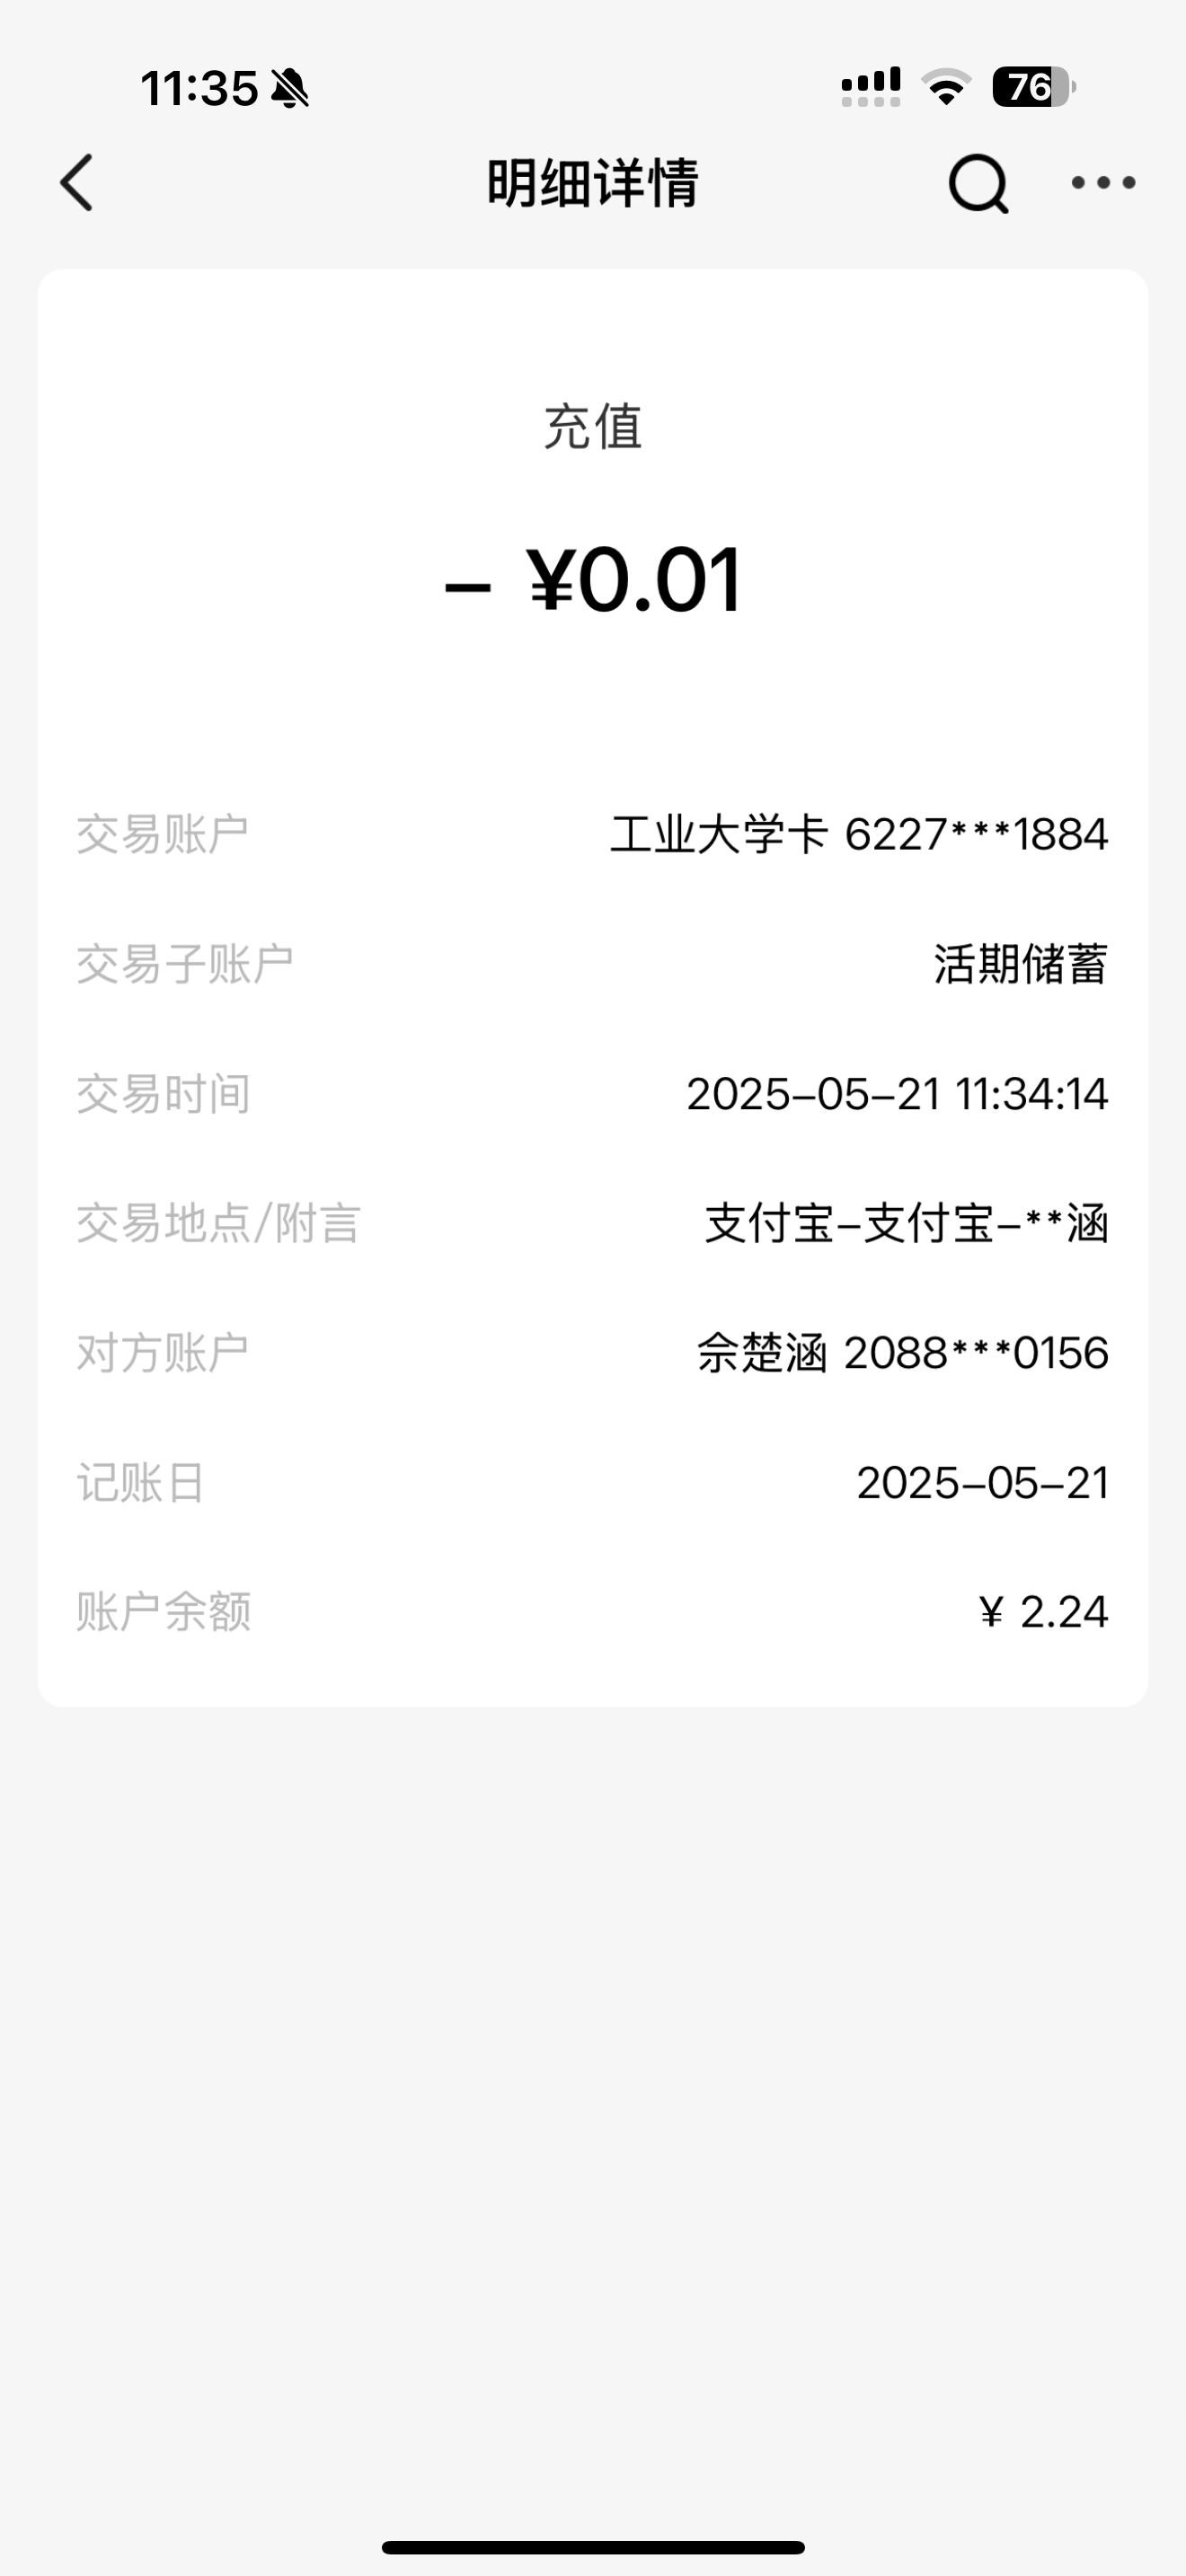 11:35
76
明细详情
充值
– ¥0.01
交易账户 工业大学卡 6227***1884
交易子账户 活期储蓄
交易时间 2025–05–21 11:34:14
交易地点/附言 支付宝–支付宝–**涵
对方账户 佘楚涵 2088***0156
记账日 2025–05–21
账户余额 ¥ 2.24